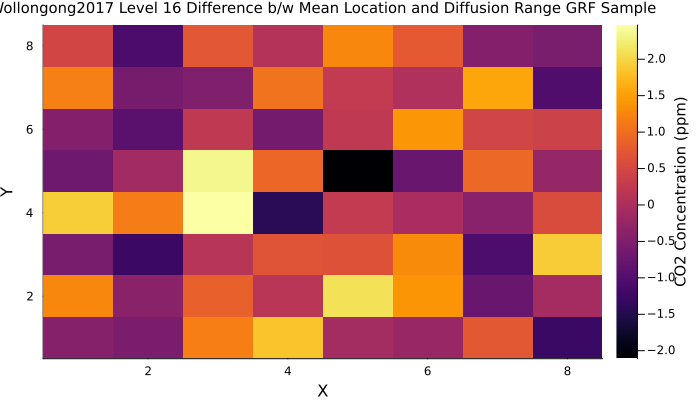 Wollongong2017 Level 16 Difference b/w Mean Location and Diffusion Range GRF Sample
8
6
4
2
Y
2 4 6 8
X
2.0
1.5
1.0
0.5
0
−0.5
−1.0
−1.5
−2.0
CO2 Concentration (ppm)